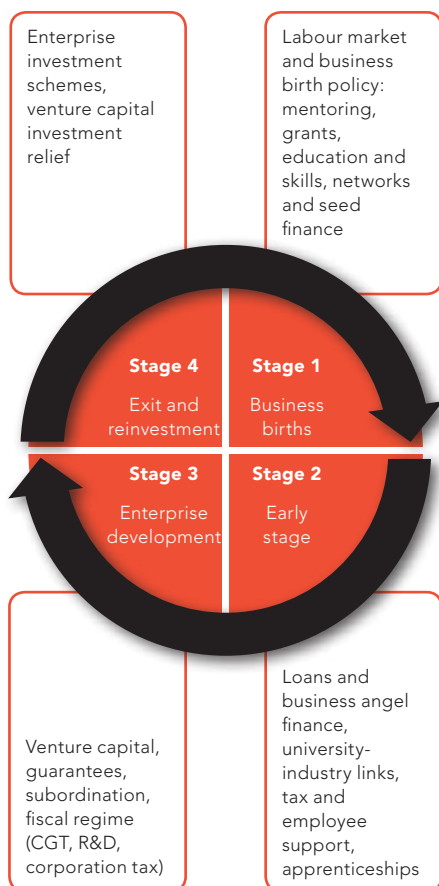 Enterprise
investment
schemes,
venture capital
investment
relief
Labour market
and business
birth policy:
mentoring,
grants,
education and
skills, networks
and seed
finance
Stage 4
Exit and
reinvestment
Stage 1
Business
births
Stage 3
Enterprise
development
Stage 2
Early
stage
Venture capital,
guarantees,
subordination,
fiscal regime
(CGT, R&D,
corporation tax)
Loans and
business angel
finance,
university-
industry links,
tax and
employee
support,
apprenticeships